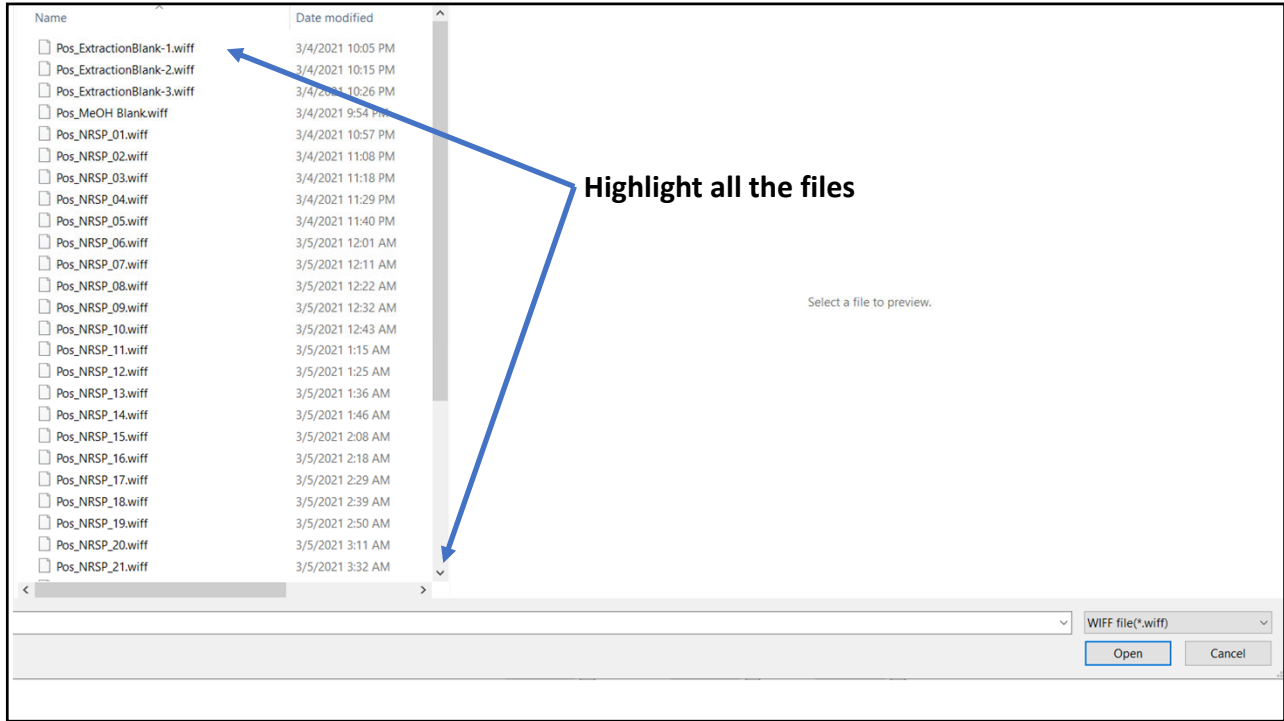 Name Date modified
Pos_ExtractionBlank-1.wiff 3/4/2021 10:05 PM
Pos_ExtractionBlank-2.wiff 3/4/2021 10:15 PM
Pos_ExtractionBlank-3.wiff 3/4/2021 10:26 PM
Pos_MeOH Blank.wiff 3/4/2021 9:54 PM
Pos_NRSP_01.wiff 3/4/2021 10:57 PM
Pos_NRSP_02.wiff 3/4/2021 11:08 PM
Pos_NRSP_03.wiff 3/4/2021 11:18 PM
Pos_NRSP_04.wiff 3/4/2021 11:29 PM
Pos_NRSP_05.wiff 3/4/2021 11:40 PM
Pos_NRSP_06.wiff 3/5/2021 12:01 AM
Pos_NRSP_07.wiff 3/5/2021 12:11 AM
Pos_NRSP_08.wiff 3/5/2021 12:22 AM
Pos_NRSP_09.wiff 3/5/2021 12:32 AM
Pos_NRSP_10.wiff 3/5/2021 12:43 AM
Pos_NRSP_11.wiff 3/5/2021 1:15 AM
Pos_NRSP_12.wiff 3/5/2021 1:25 AM
Pos_NRSP_13.wiff 3/5/2021 1:36 AM
Pos_NRSP_14.wiff 3/5/2021 1:46 AM
Pos_NRSP_15.wiff 3/5/2021 2:08 AM
Pos_NRSP_16.wiff 3/5/2021 2:18 AM
Pos_NRSP_17.wiff 3/5/2021 2:29 AM
Pos_NRSP_18.wiff 3/5/2021 2:39 AM
Pos_NRSP_19.wiff 3/5/2021 2:50 AM
Pos_NRSP_20.wiff 3/5/2021 3:11 AM
Pos_NRSP_21.wiff 3/5/2021 3:32 AM
Highlight all the files
Select a file to preview.
WIFF file(*.wiff)
Open Cancel